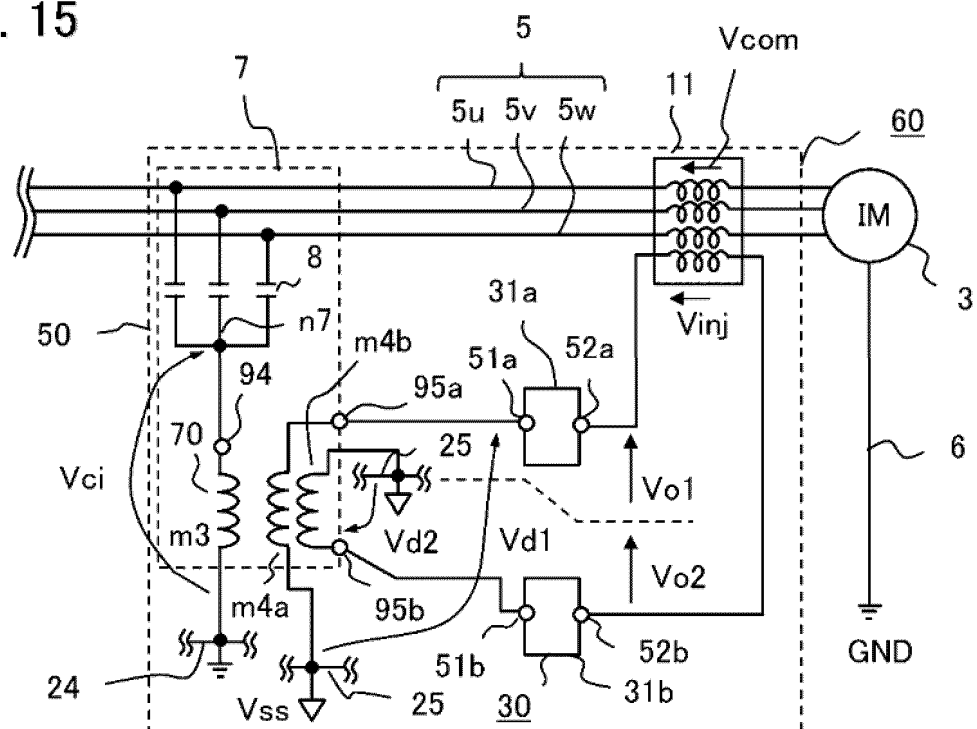 . 15
5
Vcom
7
11
5u 5v 5w
60
IM
8
31a
3
50
n7
Vinj
m4b
52a
51a
94
95a
70
25
6
Vci
Vo1
m3
Vd2
Vd1
Vo2
m4a
95b
GND
24
51b
52b
Vss
25
30
31b